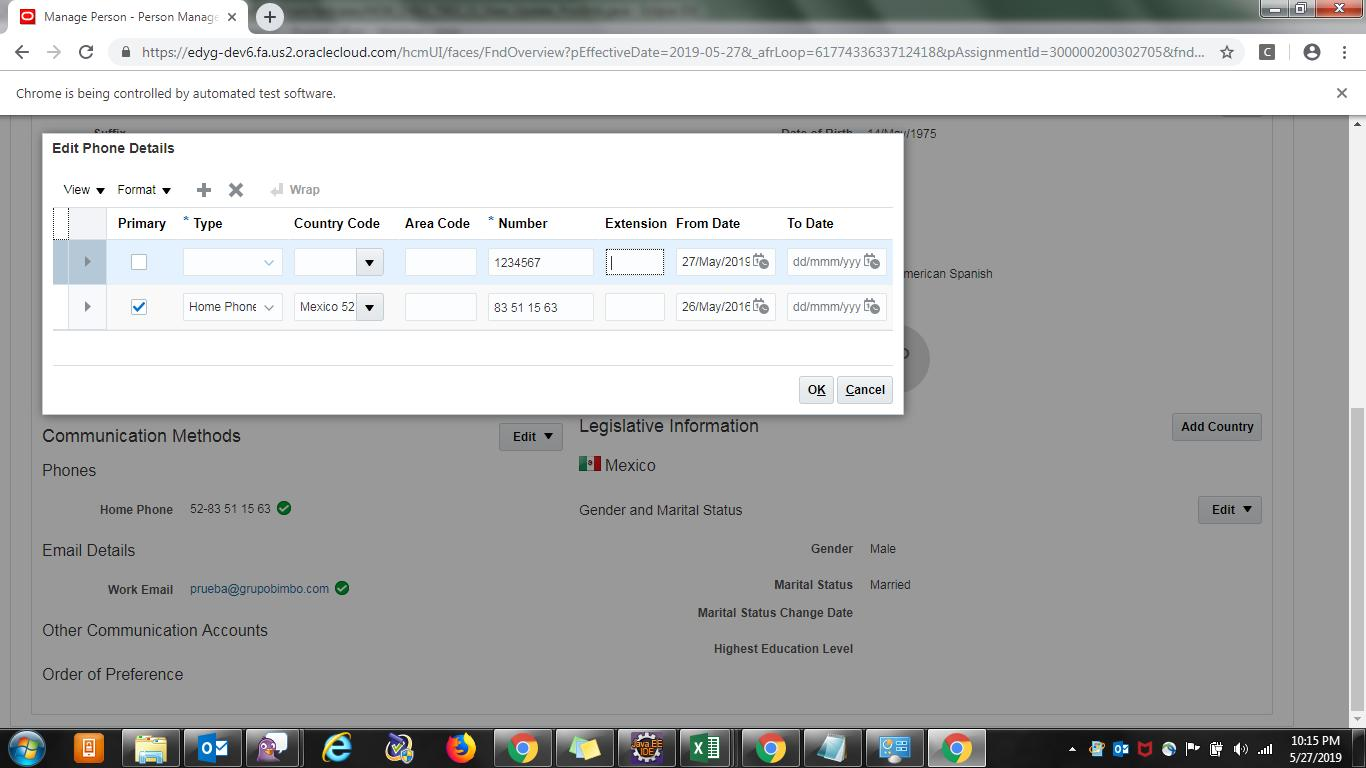 Manage Person - Person Manage
https://edyg-dev6.fa.us2.oraclecloud.com/hcmUI/faces/FndOverview?pEffectiveDate=2019-05-27&_afrLoop=6177433633712418&pAssignmentId=300000200302705&fnd...
C
Chrome is being controlled by automated test software.
Suffix
Date of Birth 14/May/1975
Edit Phone Details
View Format Wrap
Primary * Type Country Code Area Code * Number Extension From Date To Date
1234567 27/May/2019 dd/mmm/yyy
merican Spanish
Home Phone Mexico 52 83 51 15 63 26/May/2016 dd/mmm/yyy
OK Cancel
Communication Methods Edit
Phones
Home Phone 52-83 51 15 63
Email Details
Work Email prueba@grupobimbo.com
Other Communication Accounts
Order of Preference
Legislative Information Add Country
Mexico
Gender and Marital Status Edit
Gender Male
Marital Status Married
Marital Status Change Date
Highest Education Level
Java EE
IDE
10:15 PM
5/27/2019